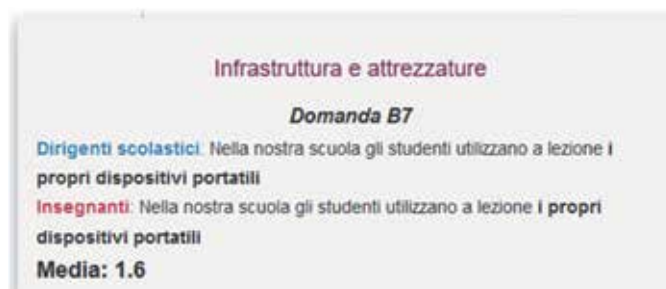 Infrastruttura e attrezzature
Domanda B7
Dirigenti scolastici: Nella nostra scuola gli studenti utilizzano a lezione i
propri dispositivi portatili
Insegnanti: Nella nostra scuola gli studenti utilizzano a lezione i propri
dispositivi portatili
Media: 1.6